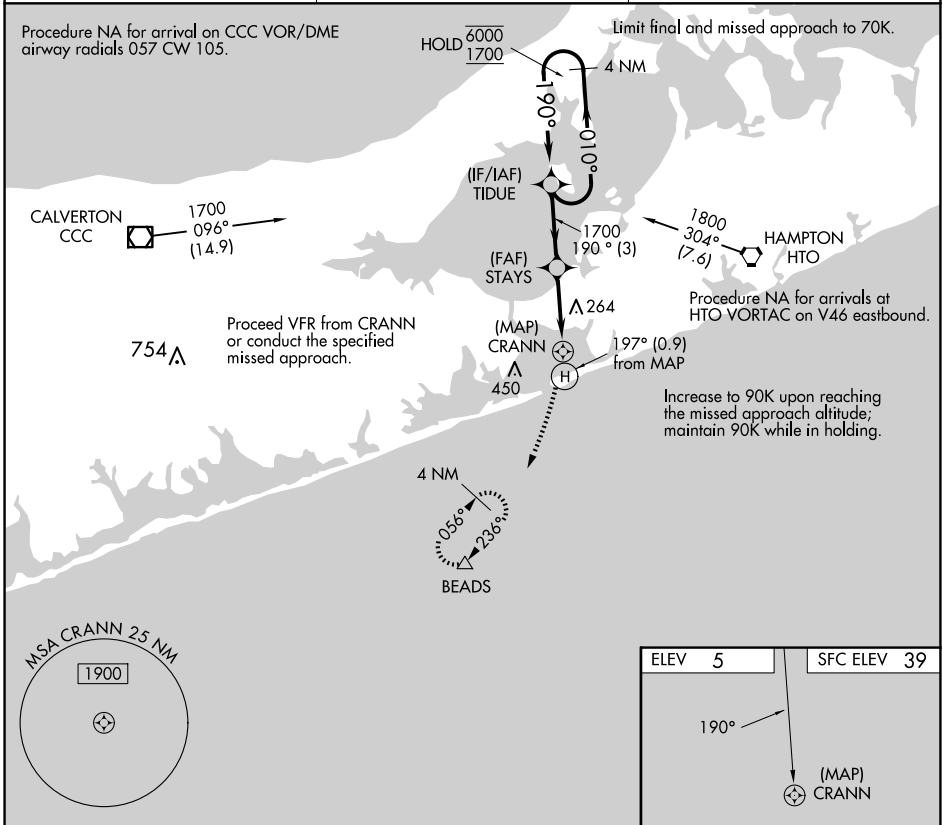 Procedure NA for arrival on CCC VOR/DME
airway radials 057 CW 105.
HOLD 6000
1700
4 NM
Limit final and missed approach to 70K.
190°
010°
(IF/IAF)
TIDUE
CALVERTON
CCC
1700
096°
(14.9)
1700
190 ° (3)
1800
304°
(7.6)
HAMPTON
HTO
(FAF)
STAYS
Procedure NA for arrivals at
HTO VORTAC on V46 eastbound.
264
Proceed VFR from CRANN
or conduct the specified
missed approach.
754
(MAP)
CRANN
197° (0.9)
from MAP
H
450
Increase to 90K upon reaching
the missed approach altitude;
maintain 90K while in holding.
4 NM
056°
236°
BEADS
MSA CRANN 25 NM
1900
ELEV 5
SFC ELEV 39
190°
(MAP)
CRANN